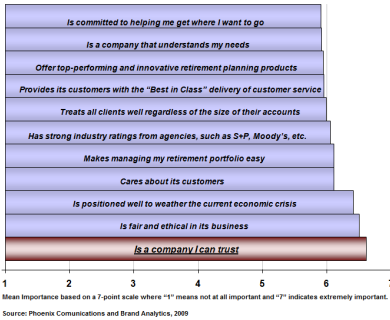 Is committed to helping me get where I want to go
Is a company that understands my needs
Offer top-performing and innovative retirement planning products
Provides its customers with the “Best in Class” delivery of customer service
Treats all clients well regardless of the size of their accounts
Has strong industry ratings from agencies, such as S+P, Moody’s, etc.
Makes managing my retirement portfolio easy
Cares about its customers
Is positioned well to weather the current economic crisis
Is fair and ethical in its business
Is a company I can trust
1 2 3 4 5 6 7
Mean Importance based on a 7-point scale where “1” means not at all important and “7” indicates extremely important.
Source: Phoenix Comunications and Brand Analytics, 2009